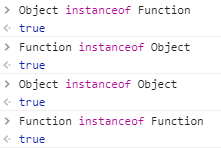 > Object instanceof Function
< true
> Function instanceof Object
< true
> Object instanceof Object
< true
> Function instanceof Function
< true